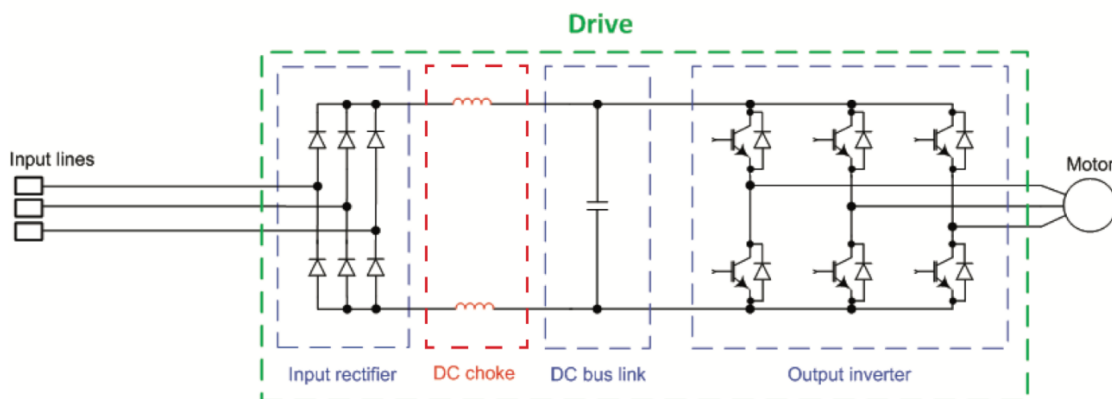 Drive
Input lines
Motor
Input rectifier
DC choke
DC bus link
Output inverter